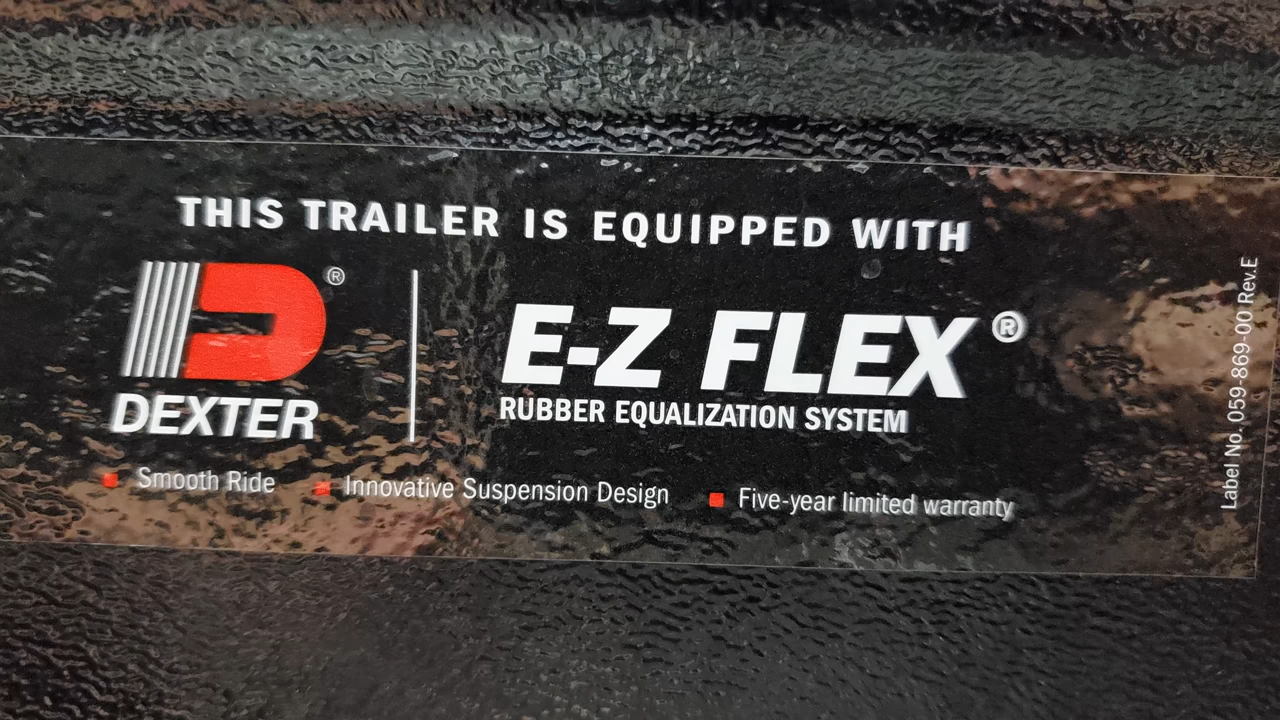 THIS TRAILER IS EQUIPPED WITH
®
DEXTER
E-Z FLEX®
RUBBER EQUALIZATION SYSTEM
Smooth Ride
Innovative Suspension Design
Five-year limited warranty
Label No. 059-869-00 Rev.E